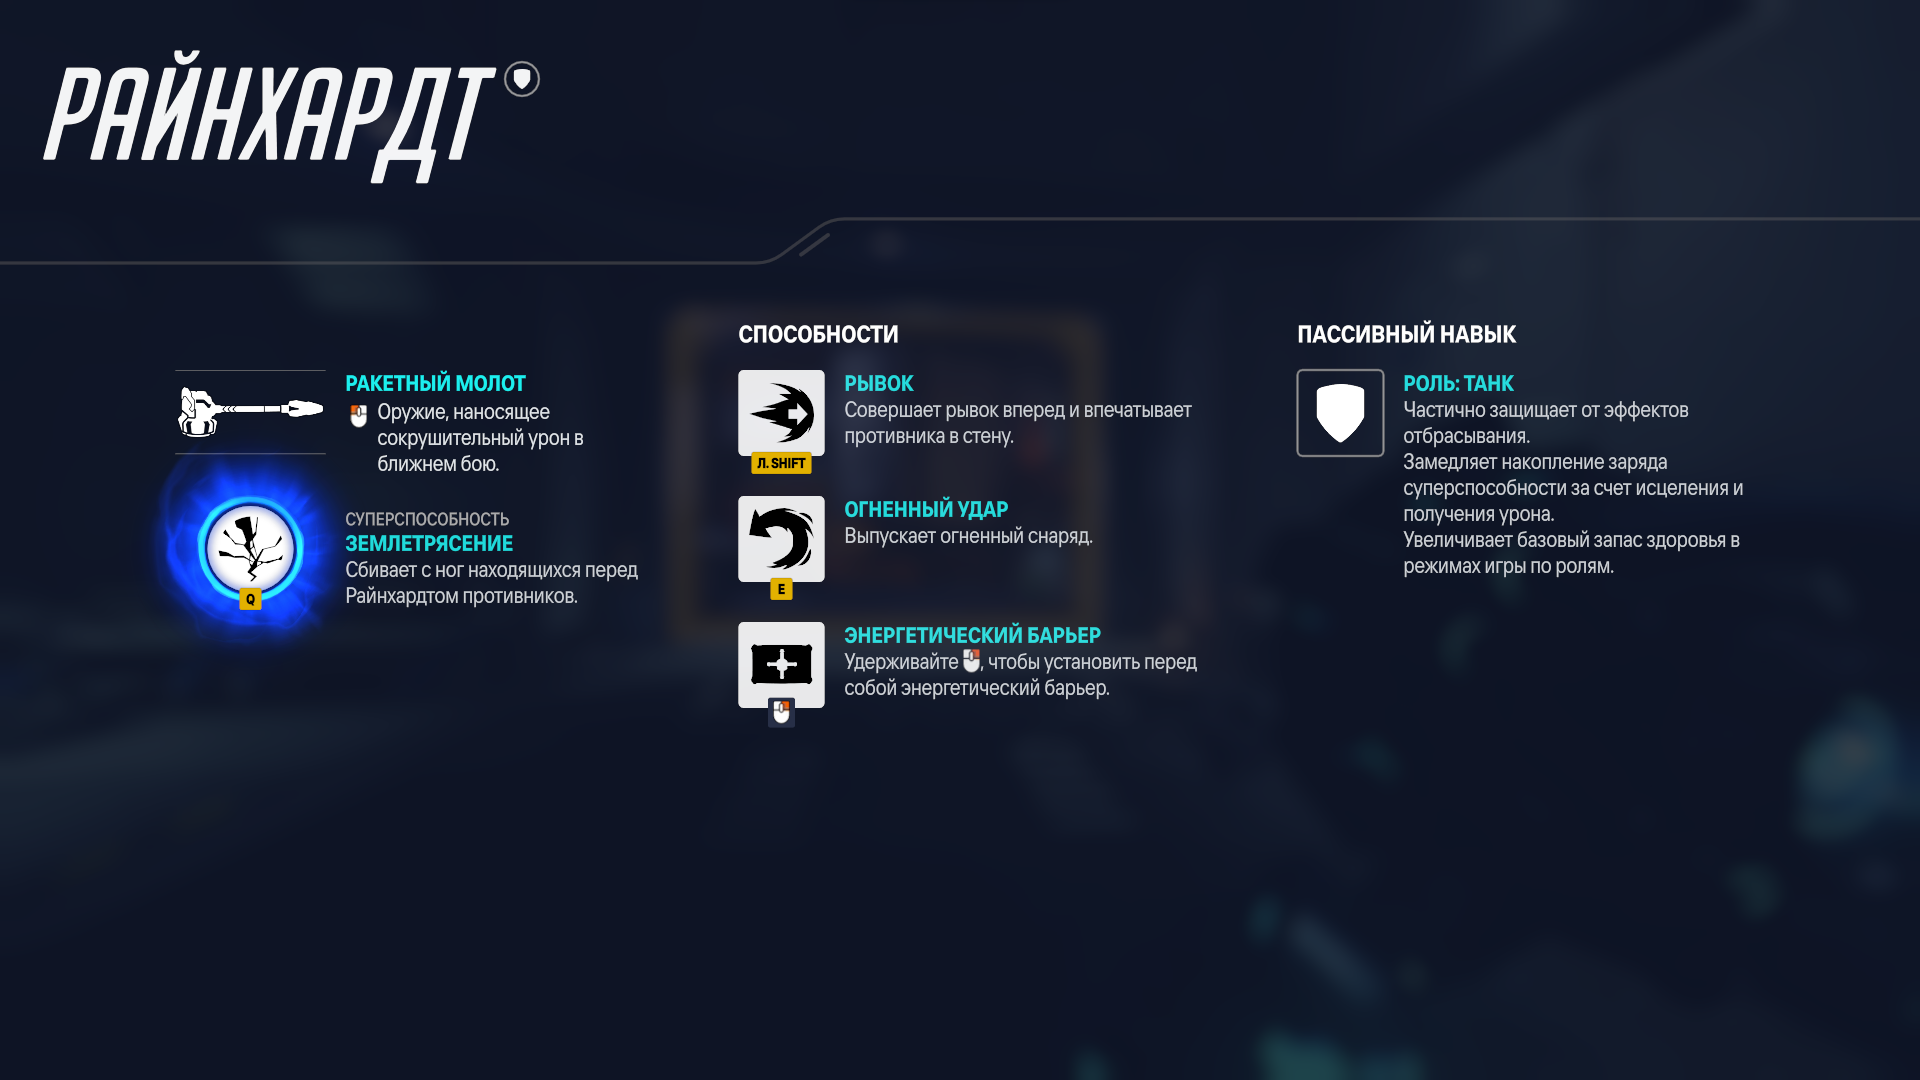 РАЙНХАРДТ
РАКЕТНЫЙ МОЛОТ
Оружие, наносящее
сокрушительный урон в
ближнем бою.
СУПЕРСПОСОБНОСТЬ
ЗЕМЛЕТРЯСЕНИЕ
Сбивает с ног находящихся перед
Райнхардтом противников.
Q
СПОСОБНОСТИ
РЫВОК
Совершает рывок вперед и впечатывает
противника в стену.
Л. SHIFT
ОГНЕННЫЙ УДАР
Выпускает огненный снаряд.
E
ЭНЕРГЕТИЧЕСКИЙ БАРЬЕР
Удерживайте , чтобы установить перед
собой энергетический барьер.
ПАССИВНЫЙ НАВЫК
РОЛЬ: ТАНК
Частично защищает от эффектов
отбрасывания.
Замедляет накопление заряда
суперспособности за счет исцеления и
получения урона.
Увеличивает базовый запас здоровья в
режимах игры по ролям.